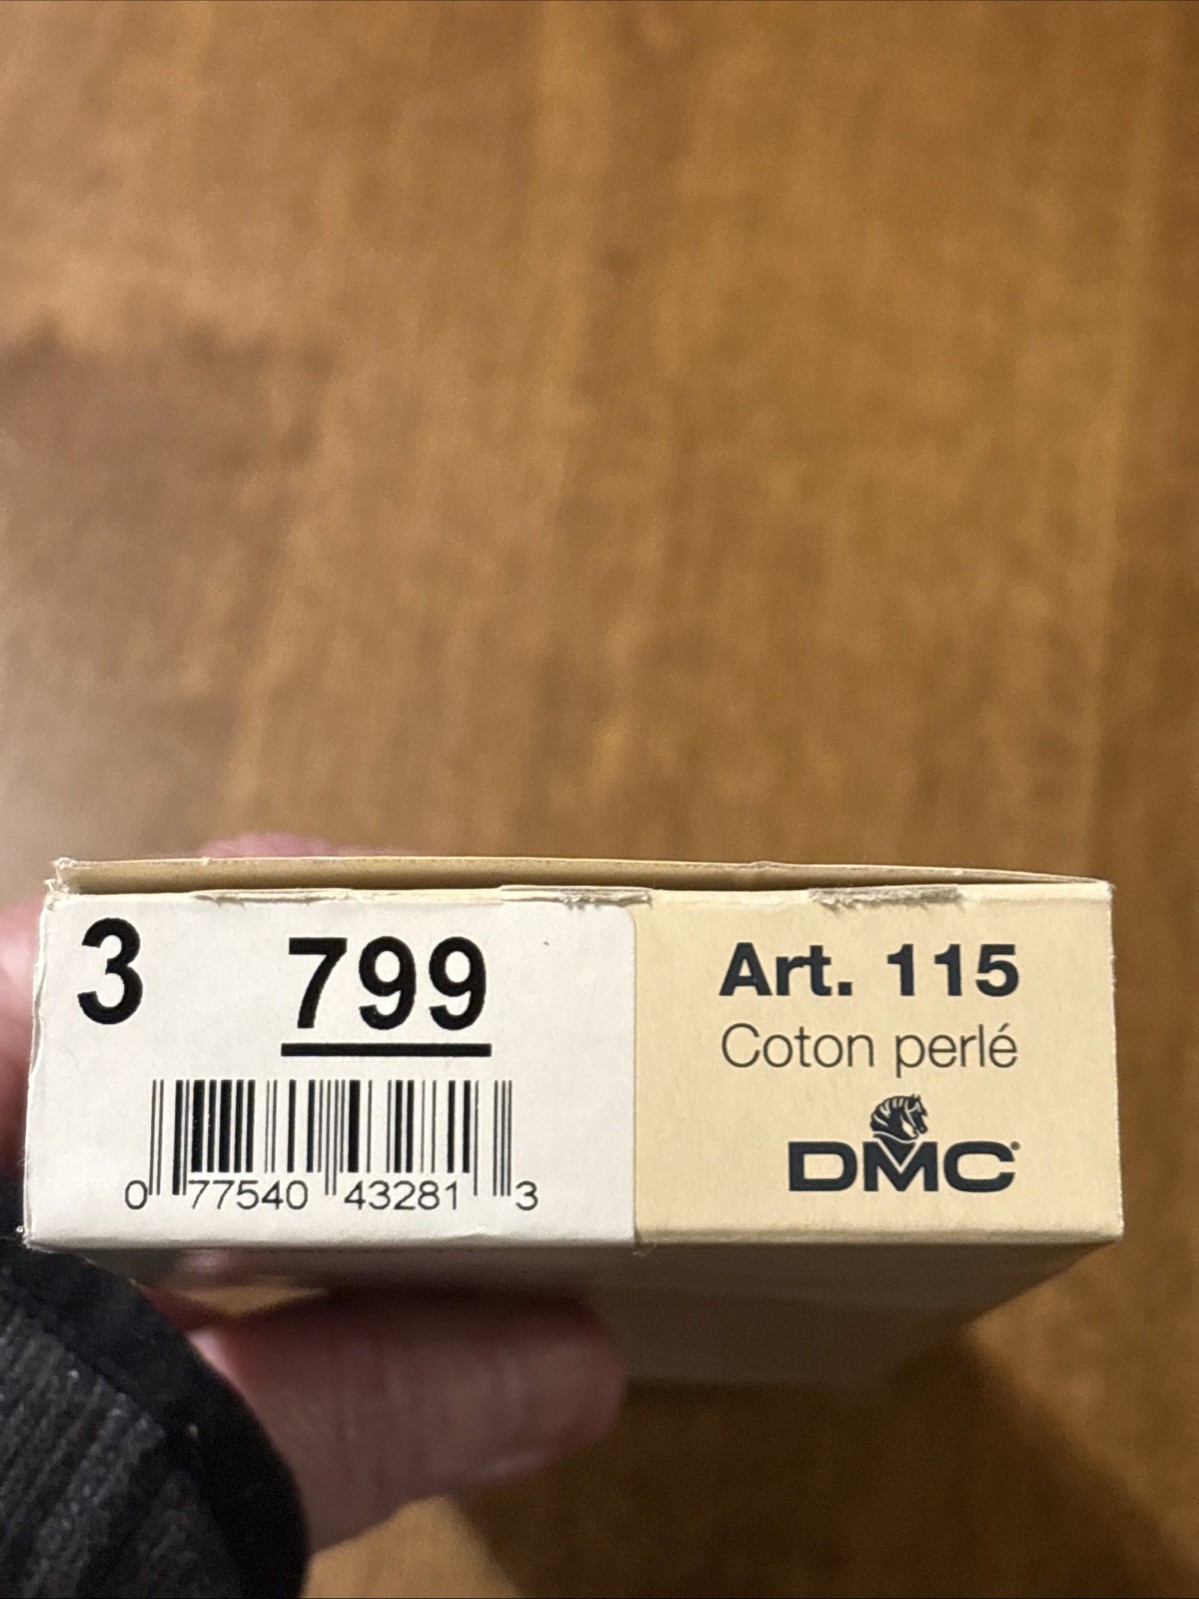 3 799
0 77540 43281 3
Art. 115
Coton perlé
DMC